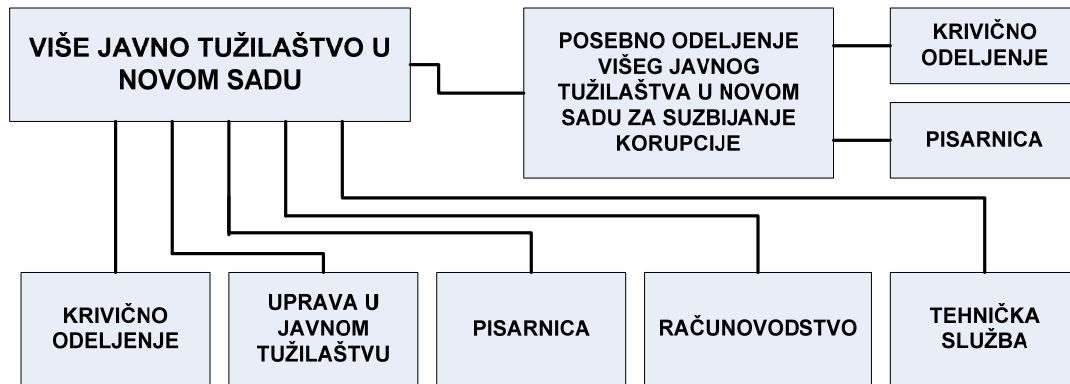 VIŠE JAVNO TUŽILAŠTVO U
NOVOM SADU
POSEBNO ODELJENJE
VIŠEG JAVNOG
TUŽILAŠTVA U NOVOM
SADU ZA SUZBIJANJE
KORUPCIJE
KRIVIČNO
ODELJENJE
PISARNICA
KRIVIČNO
ODELJENJE
UPRAVA U
JAVNOM
TUŽILAŠTVU
PISARNICA
RAČUNOVODSTVO
TEHNIČKA
SLUŽBA